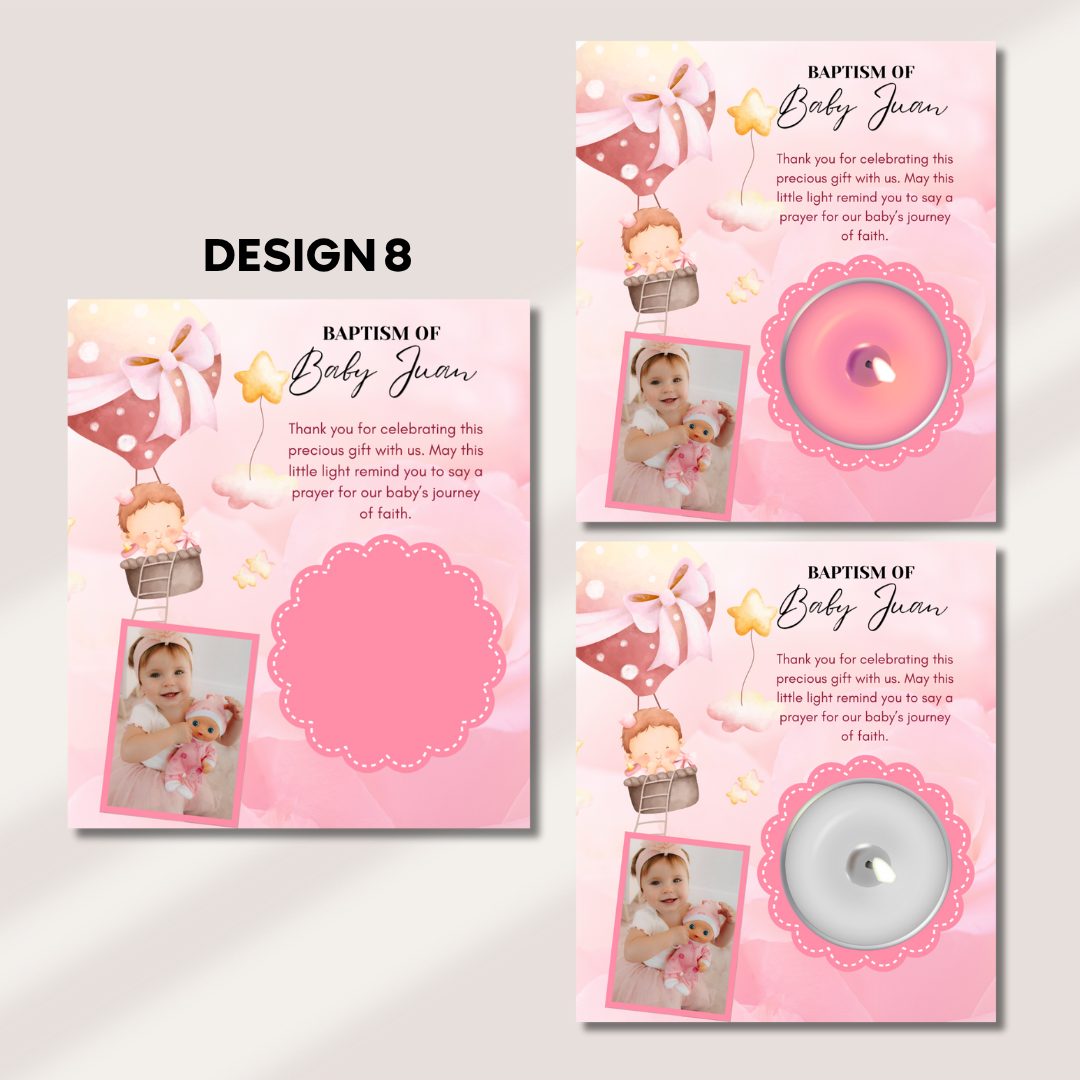 DESIGN 8
BAPTISM OF
Baby Juan
Thank you for celebrating this
precious gift with us. May this
little light remind you to say a
prayer for our baby's journey
of faith.
BAPTISM OF
Baby Juan
Thank you for celebrating this
precious gift with us. May this
little light remind you to say a
prayer for our baby's journey
of faith.
BAPTISM OF
Baby Juan
Thank you for celebrating this
precious gift with us. May this
little light remind you to say a
prayer for our baby's journey
of faith.